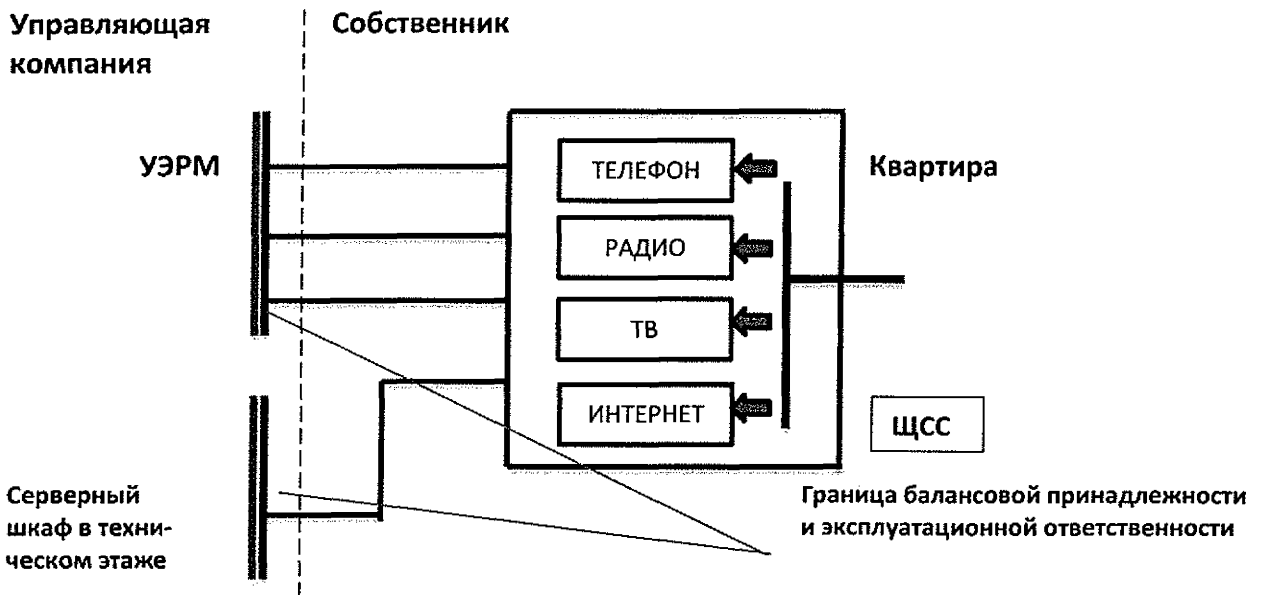 Управляющая
компания
Собственник
УЭРМ
ТЕЛЕФОН
Квартира
РАДИО
ТВ
ИНТЕРНЕТ
ЩСС
Серверный
шкаф в техни-
ческом этаже
Граница балансовой принадлежности
и эксплуатационной ответственности